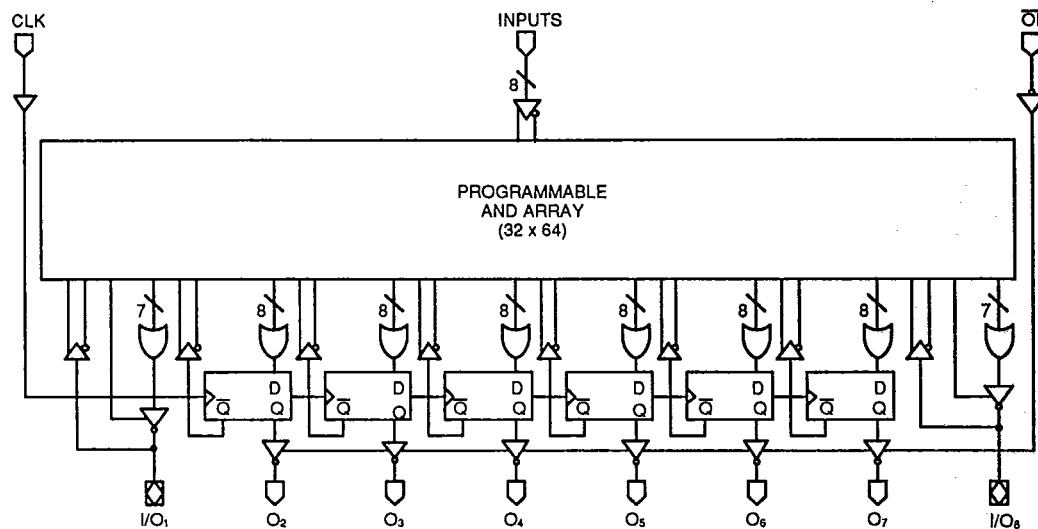 CLK INPUTS O̅
8
PROGRAMMABLE
AND ARRAY
(32 x 64)
7 8 8 8 8 8 8 7
D D D D D D
Q̅ Q Q̅ Q Q̅ Q Q̅ Q Q̅ Q Q̅ Q
I/O₁ O₂ O₃ O₄ O₅ O₆ O₇ I/O₈